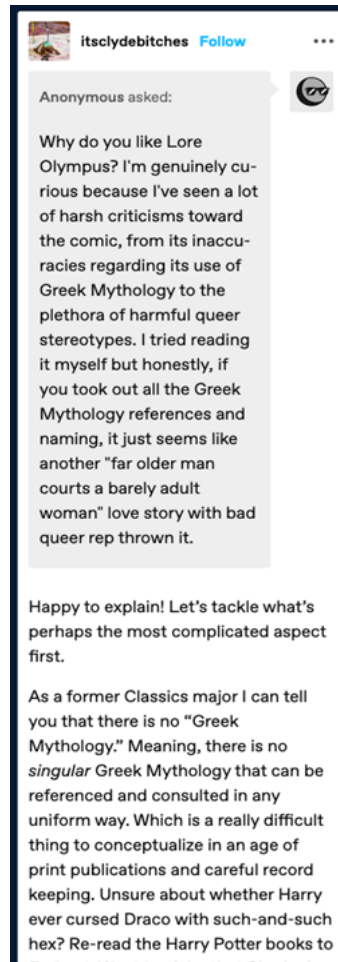 itsclydebitches Follow
Anonymous asked:
Why do you like Lore
Olympus? I'm genuinely cu-
rious because I've seen a lot
of harsh criticisms toward
the comic, from its inaccu-
racies regarding its use of
Greek Mythology to the
plethora of harmful queer
stereotypes. I tried reading
it myself but honestly, if
you took out all the Greek
Mythology references and
naming, it just seems like
another "far older man
courts a barely adult
woman" love story with bad
queer rep thrown it.
Happy to explain! Let’s tackle what’s
perhaps the most complicated aspect
first.
As a former Classics major I can tell
you that there is no “Greek
Mythology.” Meaning, there is no
singular Greek Mythology that can be
referenced and consulted in any
uniform way. Which is a really difficult
thing to conceptualize in an age of
print publications and careful record
keeping. Unsure about whether Harry
ever cursed Draco with such-and-such
hex? Re-read the Harry Potter books to